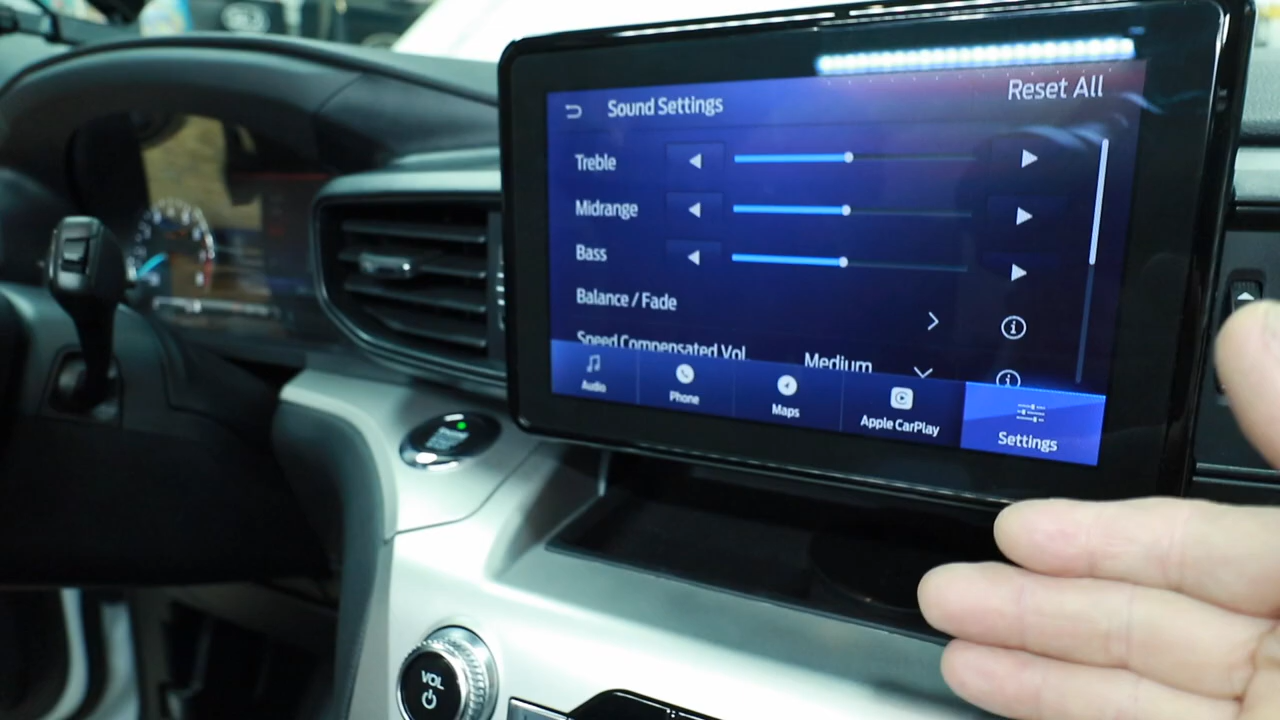 Sound Settings
Reset All
Treble
Midrange
Bass
Balance / Fade
Speed Compensated Vol
Medium
Audio
Phone
Maps
Apple CarPlay
Settings
VOL